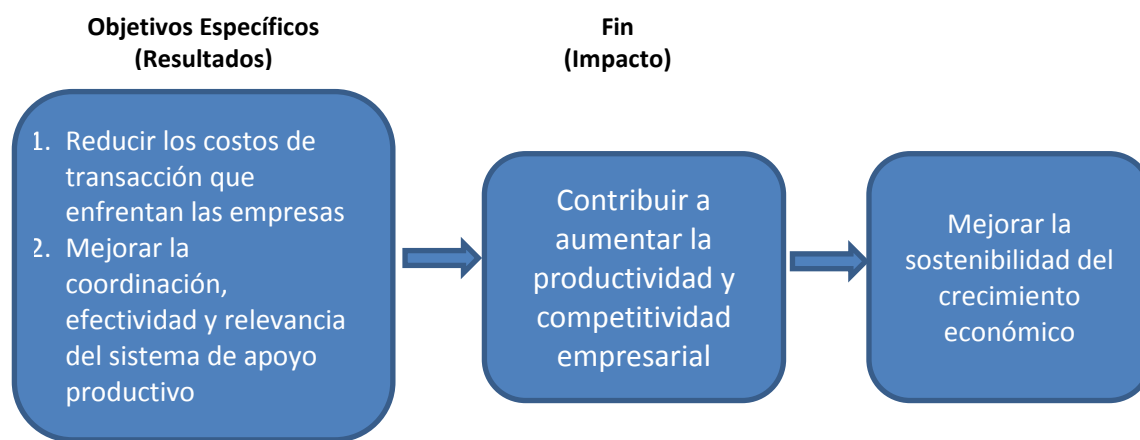 Objetivos Específicos
(Resultados)
Fin
(Impacto)
1. Reducir los costos de
transacción que
enfrentan las empresas
2. Mejorar la
coordinación,
efectividad y relevancia
del sistema de apoyo
productivo
Contribuir a
aumentar la
productividad y
competitividad
empresarial
Mejorar la
sostenibilidad del
crecimiento
económico